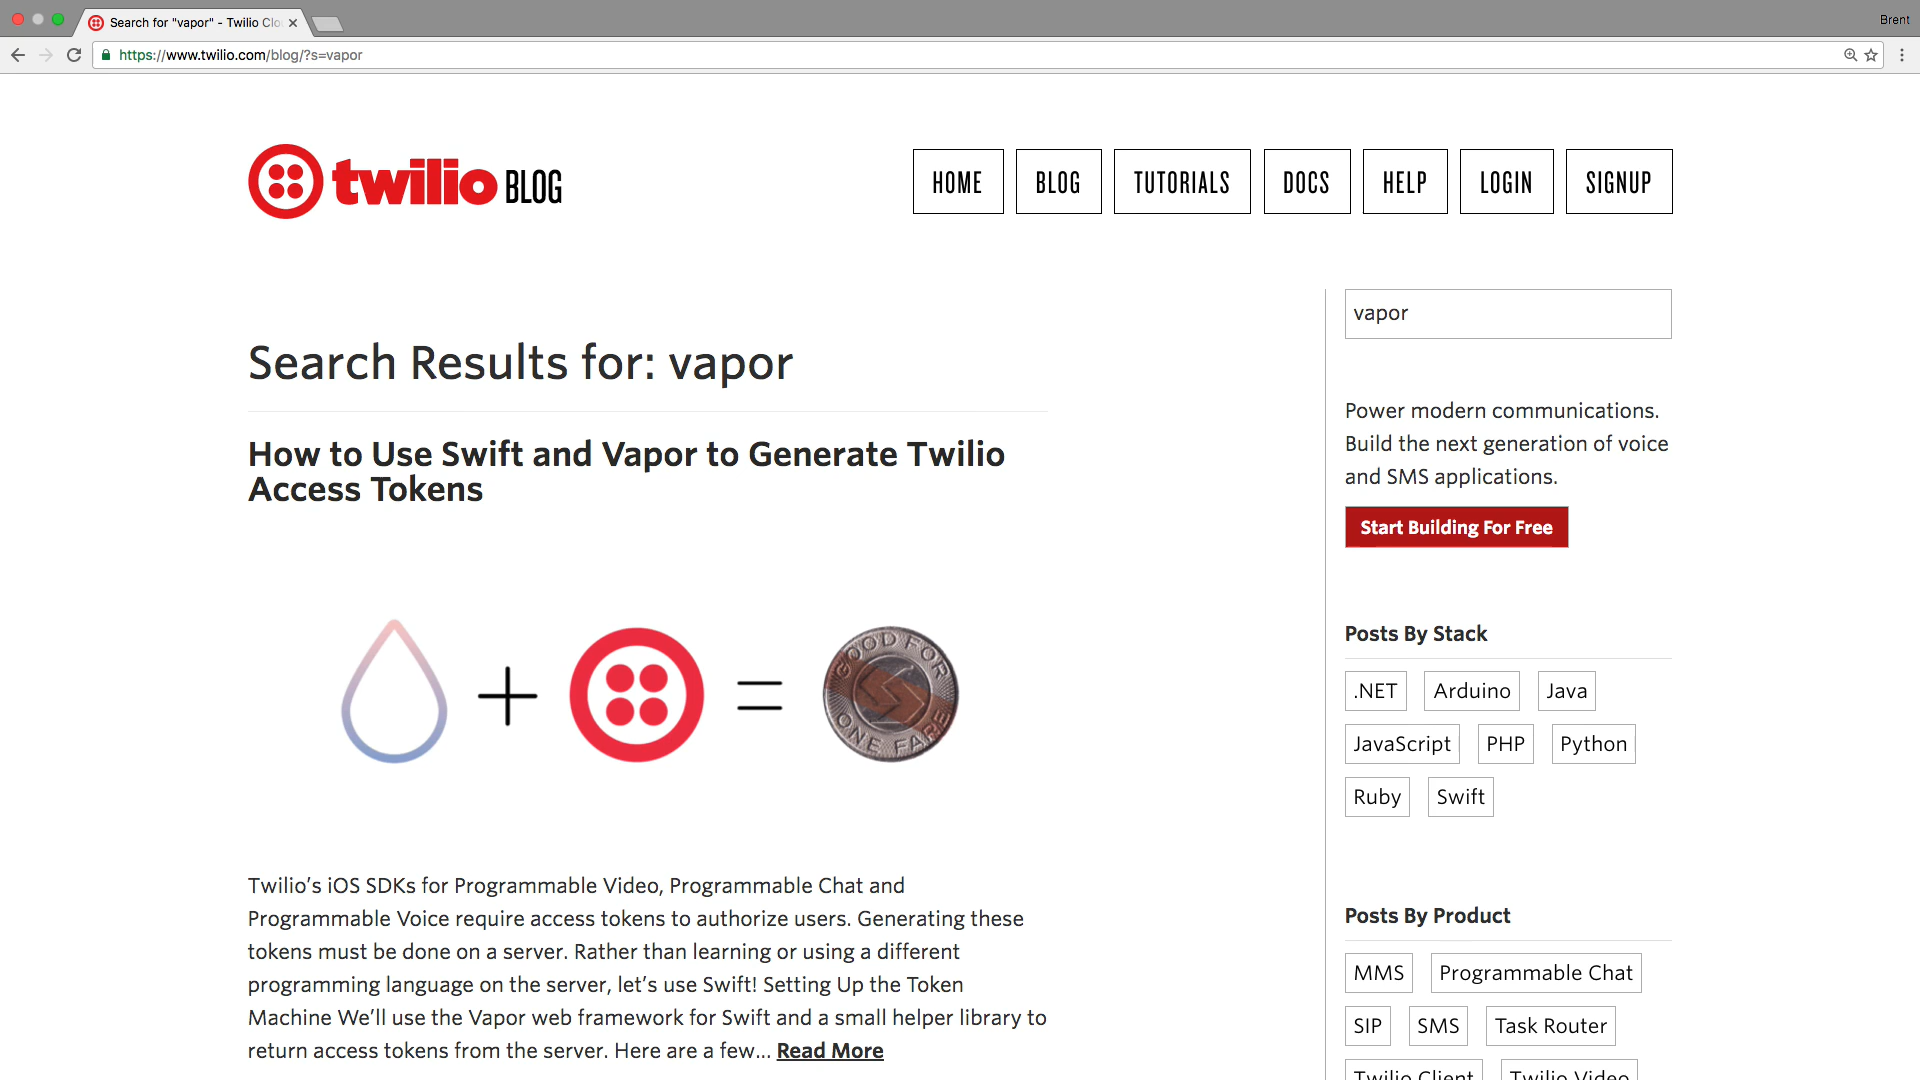 Search for "vapor" - Twilio Clo
Brent
https://www.twilio.com/blog/?s=vapor
twilio BLOG
HOME
BLOG
TUTORIALS
DOCS
HELP
LOGIN
SIGNUP
Search Results for: vapor
How to Use Swift and Vapor to Generate Twilio
Access Tokens
GOOD FOR
ONE FARE
Twilio’s iOS SDKs for Programmable Video, Programmable Chat and
Programmable Voice require access tokens to authorize users. Generating these
tokens must be done on a server. Rather than learning or using a different
programming language on the server, let’s use Swift! Setting Up the Token
Machine We’ll use the Vapor web framework for Swift and a small helper library to
return access tokens from the server. Here are a few... Read More
vapor
Power modern communications.
Build the next generation of voice
and SMS applications.
Start Building For Free
Posts By Stack
.NET Arduino Java
JavaScript PHP Python
Ruby Swift
Posts By Product
MMS Programmable Chat
SIP SMS Task Router
Twilio Client Twilio Video